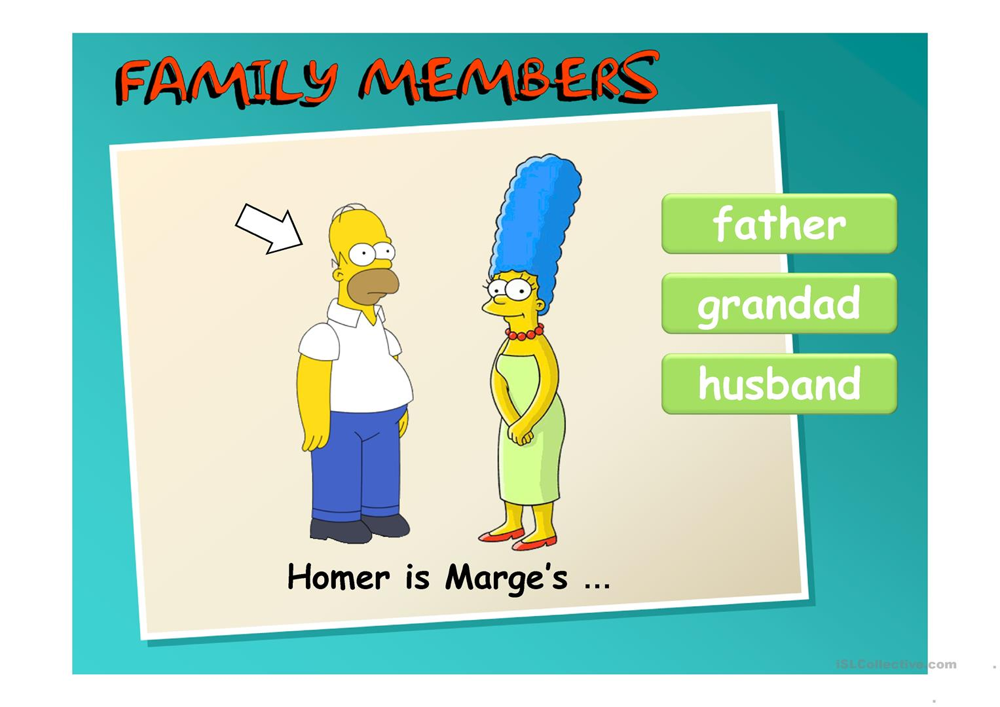 FAMILY MEMBERS
father
grandad
husband
Homer is Marge’s ...
iSLCollective.com